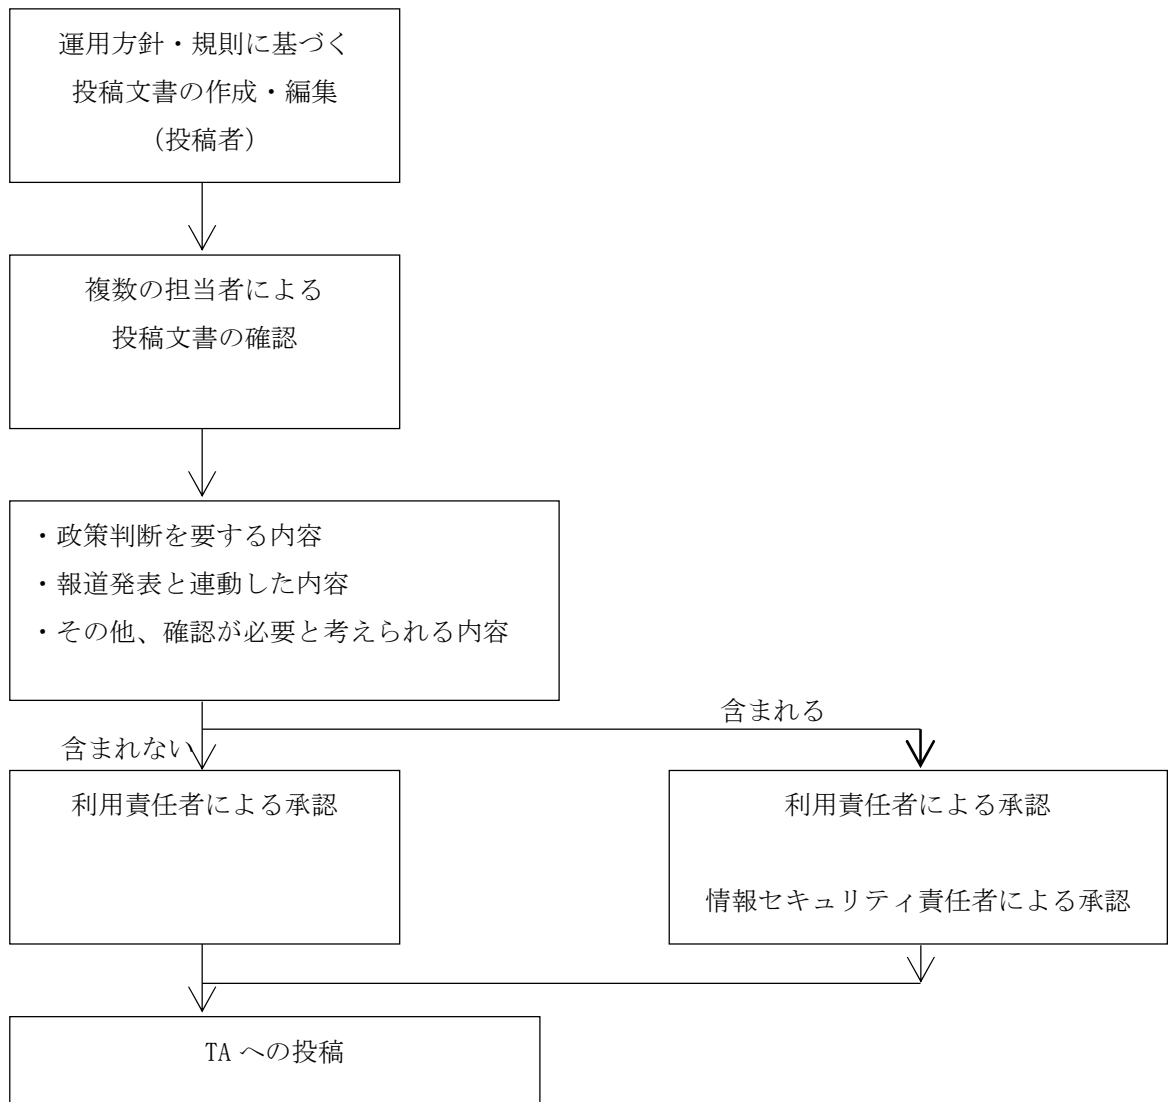 運用方針・規則に基づく
投稿文書の作成・編集
（投稿者）
複数の担当者による
投稿文書の確認
・政策判断を要する内容
・報道発表と連動した内容
・その他、確認が必要と考えられる内容
含まれる
含まれない
利用責任者による承認
利用責任者による承認
情報セキュリティ責任者による承認
TA への投稿